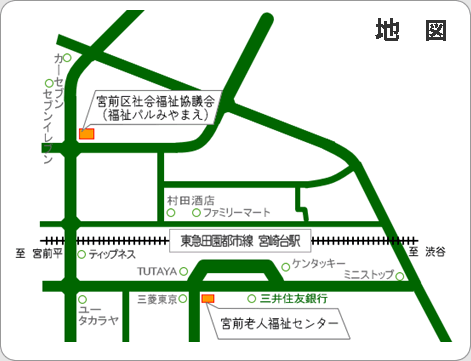 地 図
カーセブン
セブンイレブン
宮前区社会福祉協議会
（福祉パルみやまえ）
村田酒店
ファミリーマート
東急田園都市線 宮崎台駅
至 宮前平
至 渋谷
ティップネス
TUTAYA
ケンタッキー
ミニストップ
ユー
タカラヤ
三菱東京
三井住友銀行
宮前老人福祉センター